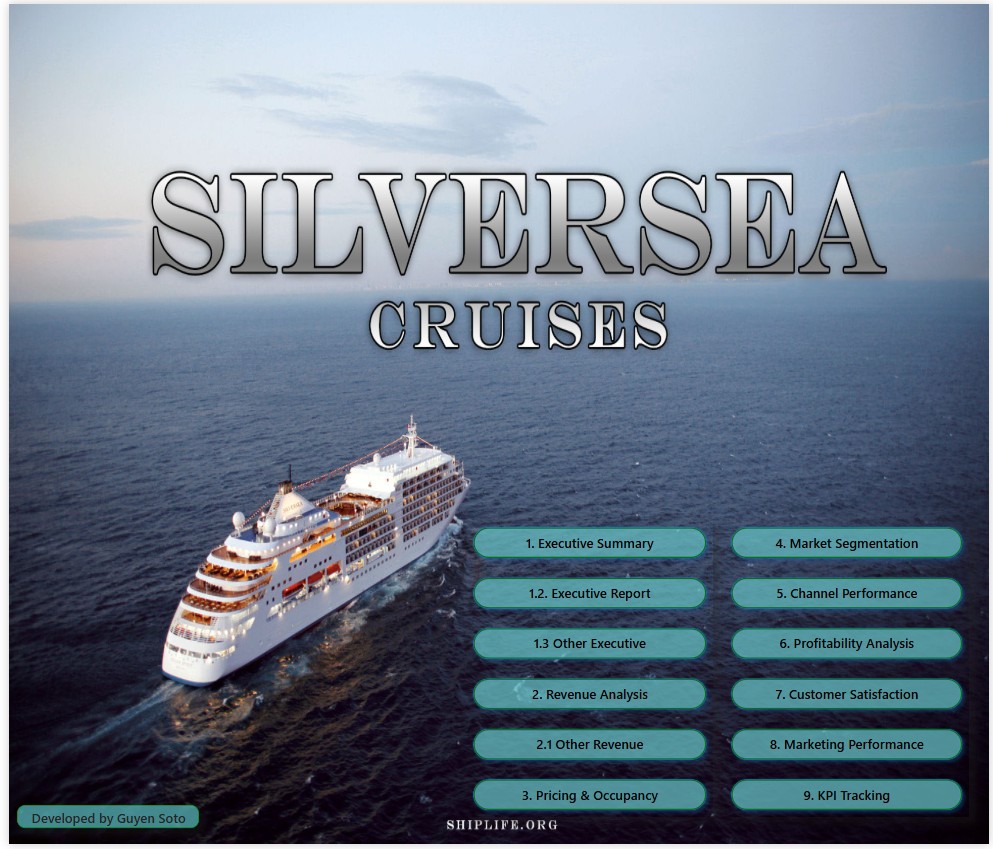 SILVERSEA
CRUISES
1. Executive Summary
1.2. Executive Report
1.3 Other Executive
2. Revenue Analysis
2.1 Other Revenue
3. Pricing & Occupancy
4. Market Segmentation
5. Channel Performance
6. Profitability Analysis
7. Customer Satisfaction
8. Marketing Performance
9. KPI Tracking
Developed by Guyen Soto
SHIPLIFE.ORG